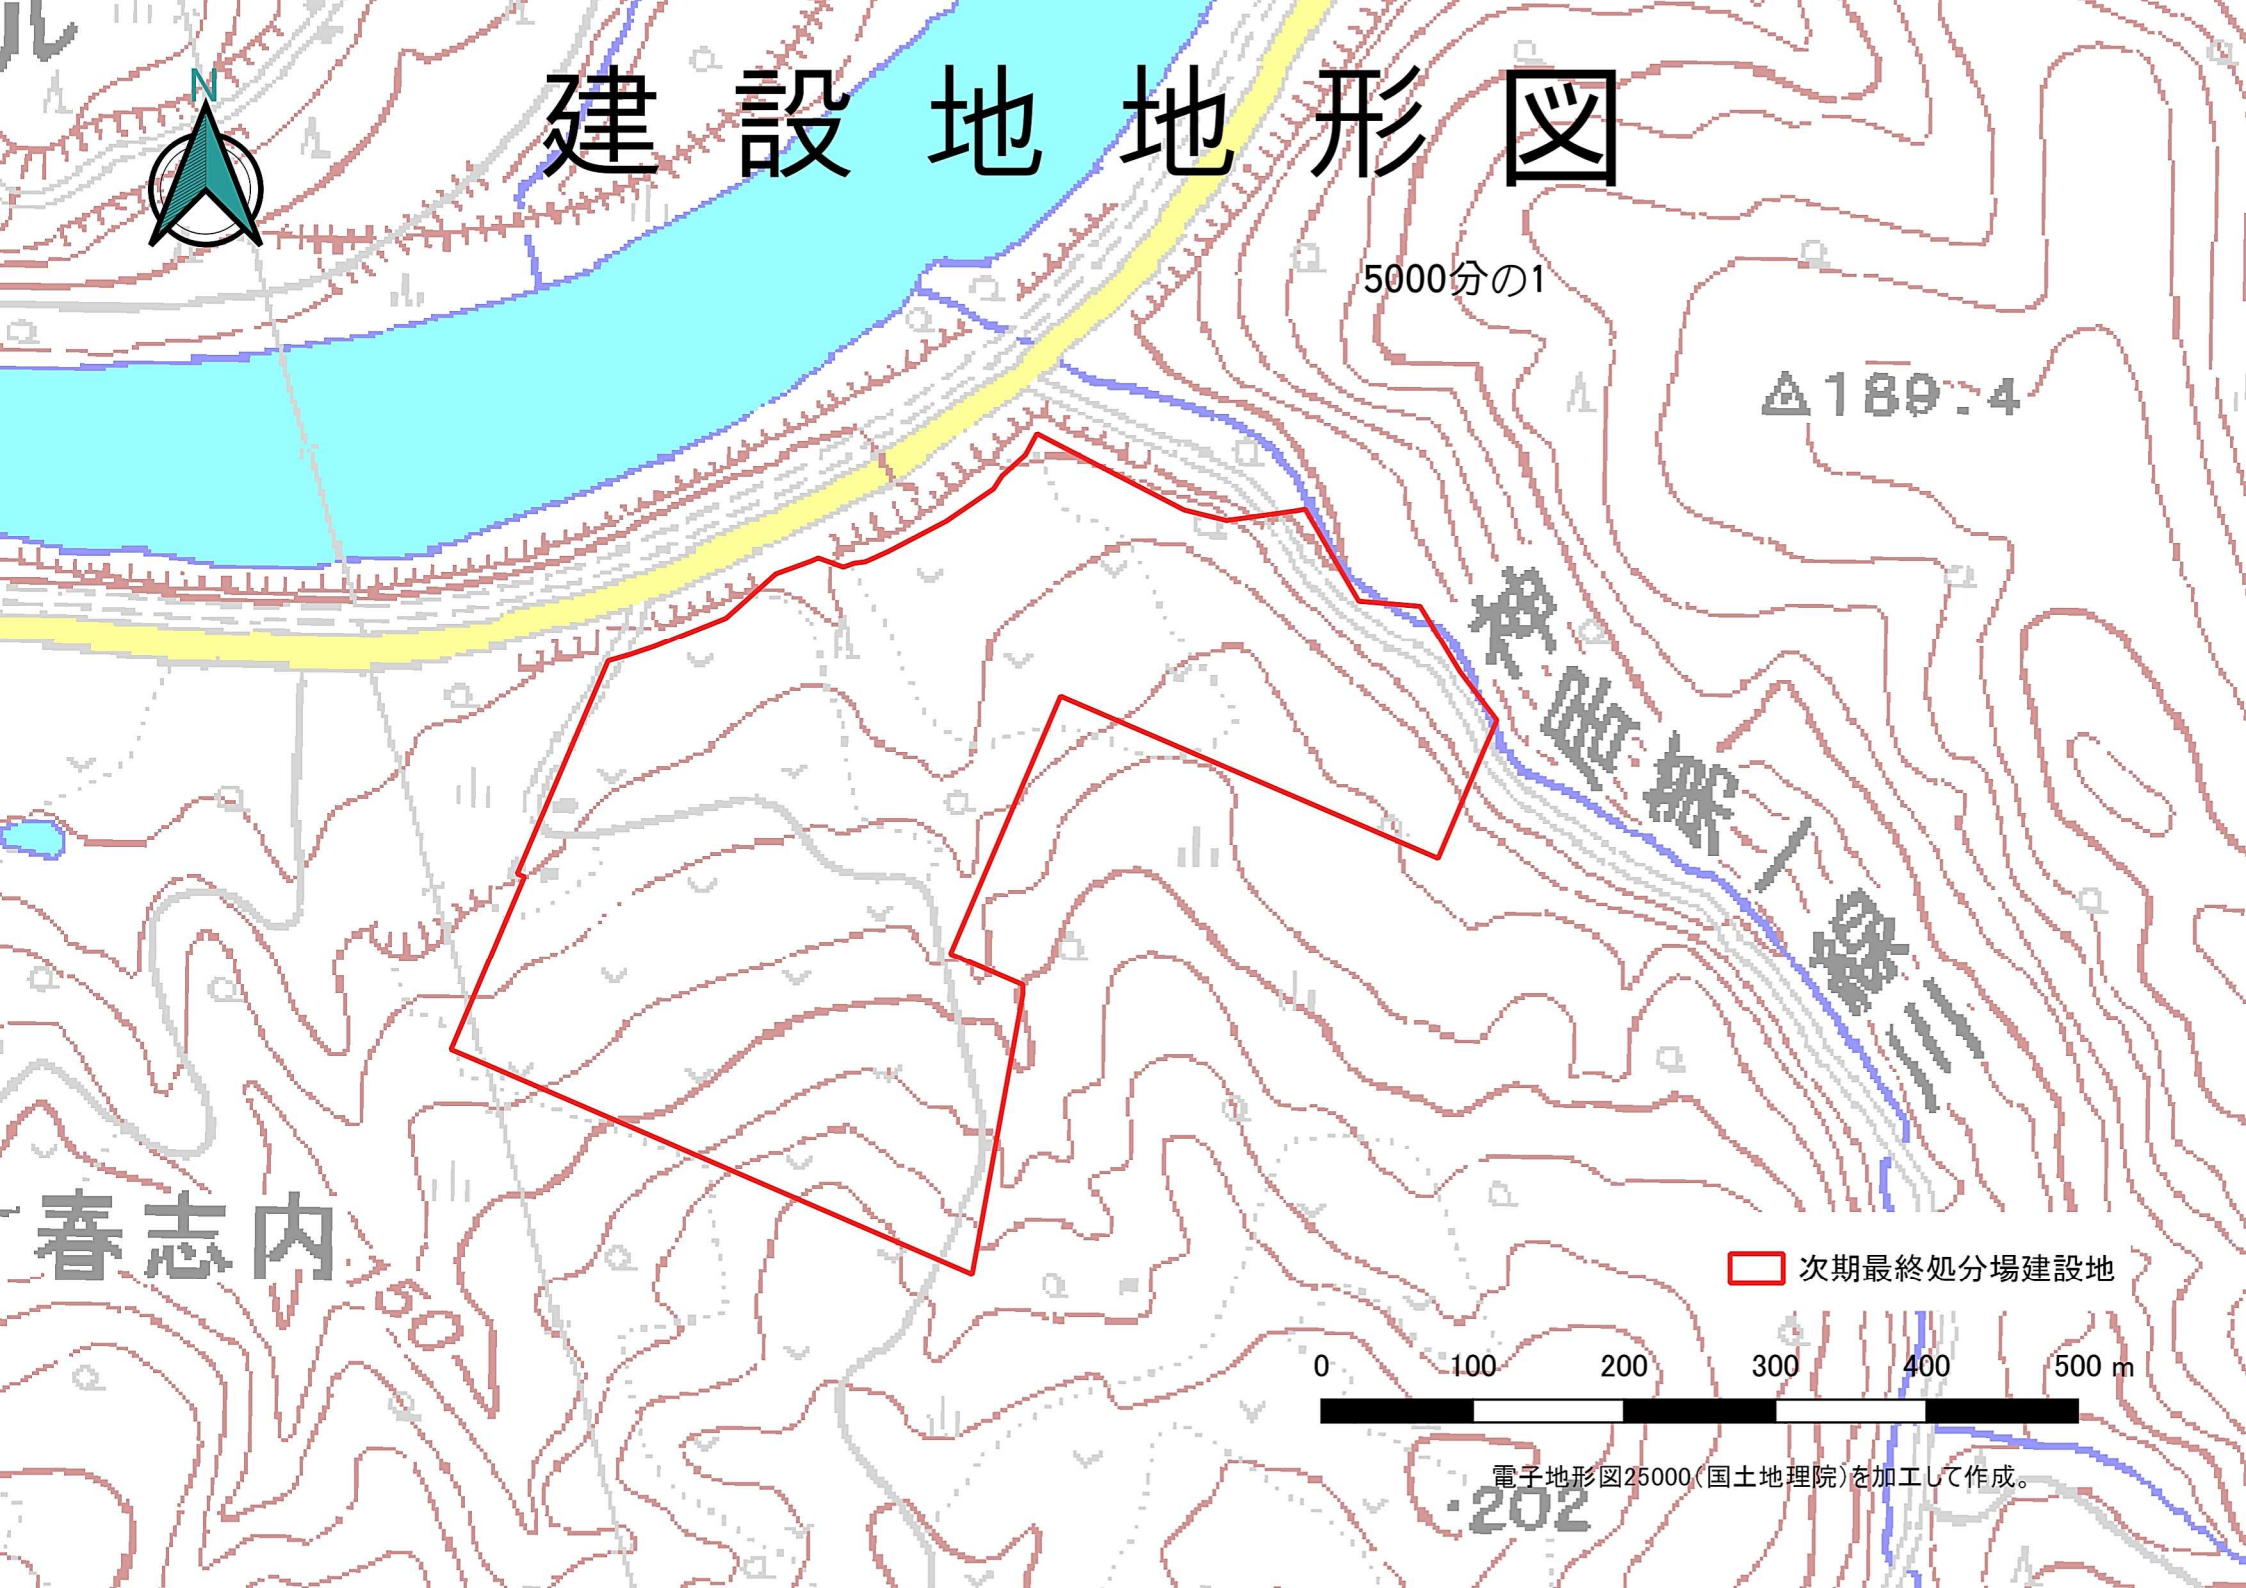 ル
N
建設地地形図
5000分の1
189.4
神居第一線川
春志内
150
次期最終処分場建設地
0 100 200 300 400 500 m
電子地形図25000(国土地理院)を加工して作成。
・202